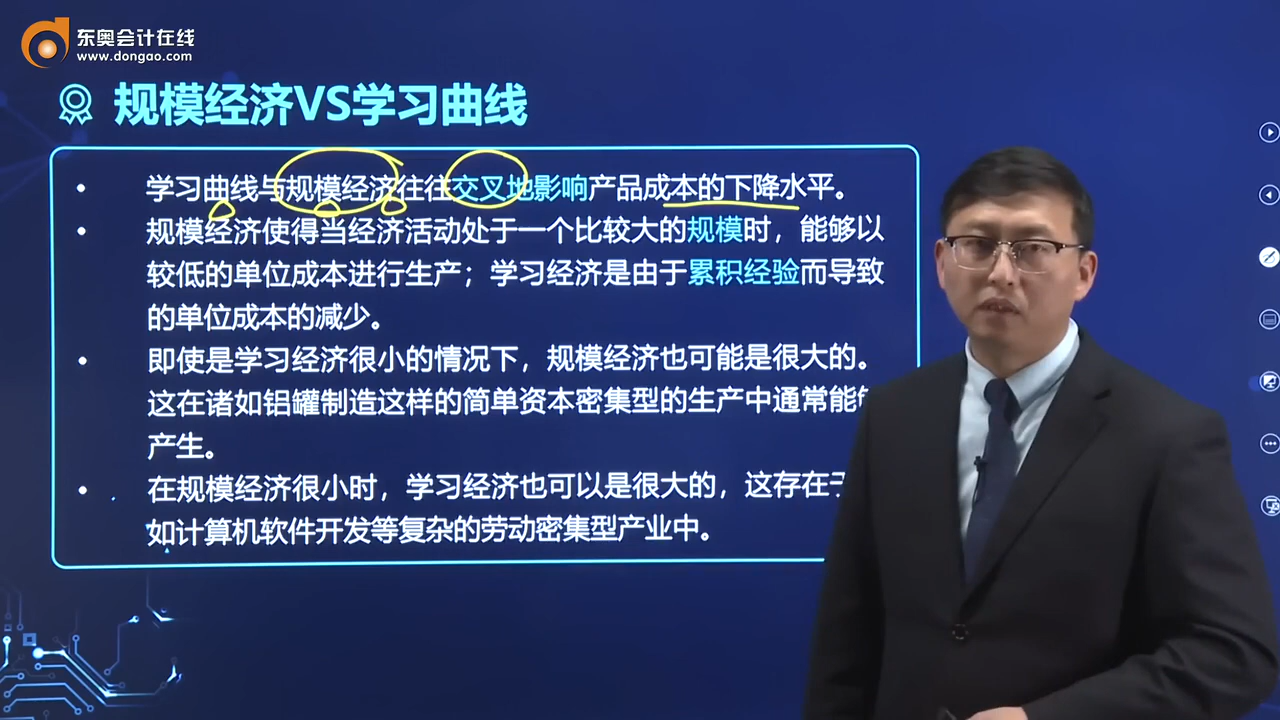 东奥会计在线
www.dongao.com
规模经济VS学习曲线
• 学习曲线与规模经济往往交叉地影响产品成本的下降水平。
• 规模经济使得当经济活动处于一个比较大的规模时，能够以
较低的单位成本进行生产；学习经济是由于累积经验而导致
的单位成本的减少。
• 即使是学习经济很小的情况下，规模经济也可能是很大的。
这在诸如铝罐制造这样的简单资本密集型的生产中通常能
产生。
• 在规模经济很小时，学习经济也可以是很大的，这存在于
如计算机软件开发等复杂的劳动密集型产业中。